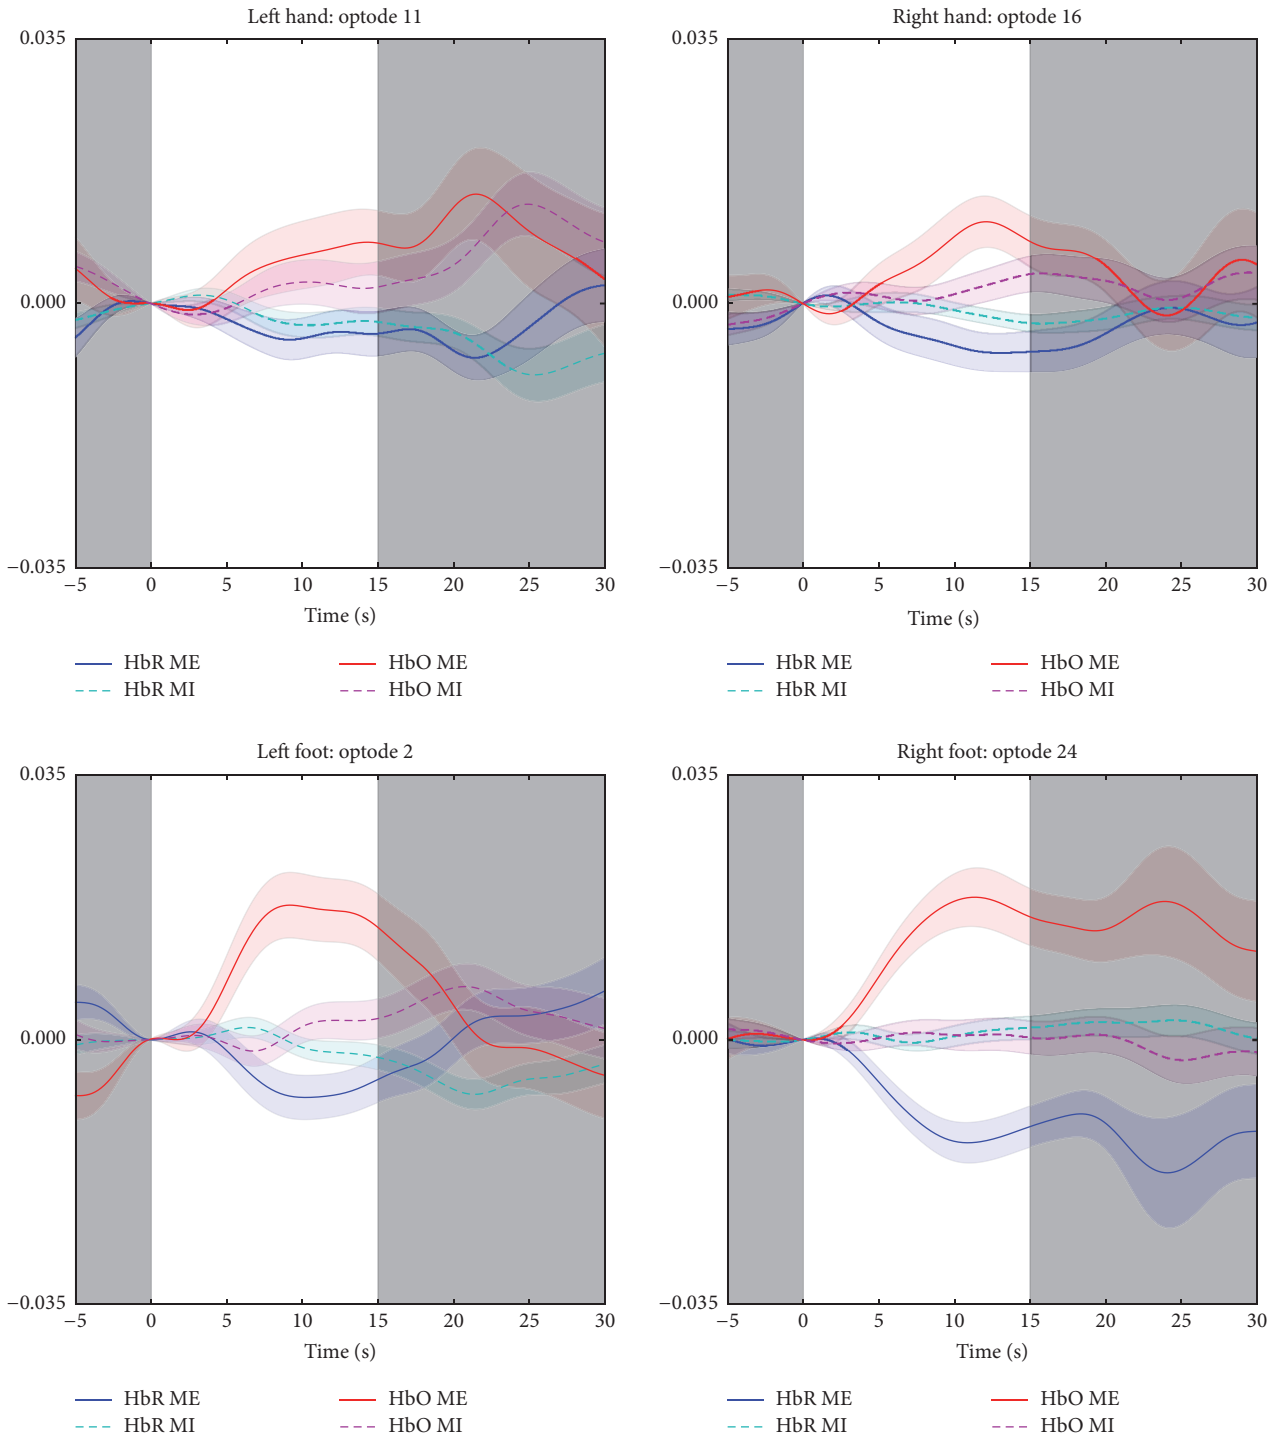 Left hand: optode 11
0.035
0.000
−0.035
−5 0 5 10 15 20 25 30
Time (s)
HbR ME HbO ME
HbR MI HbO MI
Right hand: optode 16
0.035
0.000
−0.035
−5 0 5 10 15 20 25 30
Time (s)
HbR ME HbO ME
HbR MI HbO MI
Left foot: optode 2
0.035
0.000
−0.035
−5 0 5 10 15 20 25 30
Time (s)
HbR ME HbO ME
HbR MI HbO MI
Right foot: optode 24
0.035
0.000
−0.035
−5 0 5 10 15 20 25 30
Time (s)
HbR ME HbO ME
HbR MI HbO MI